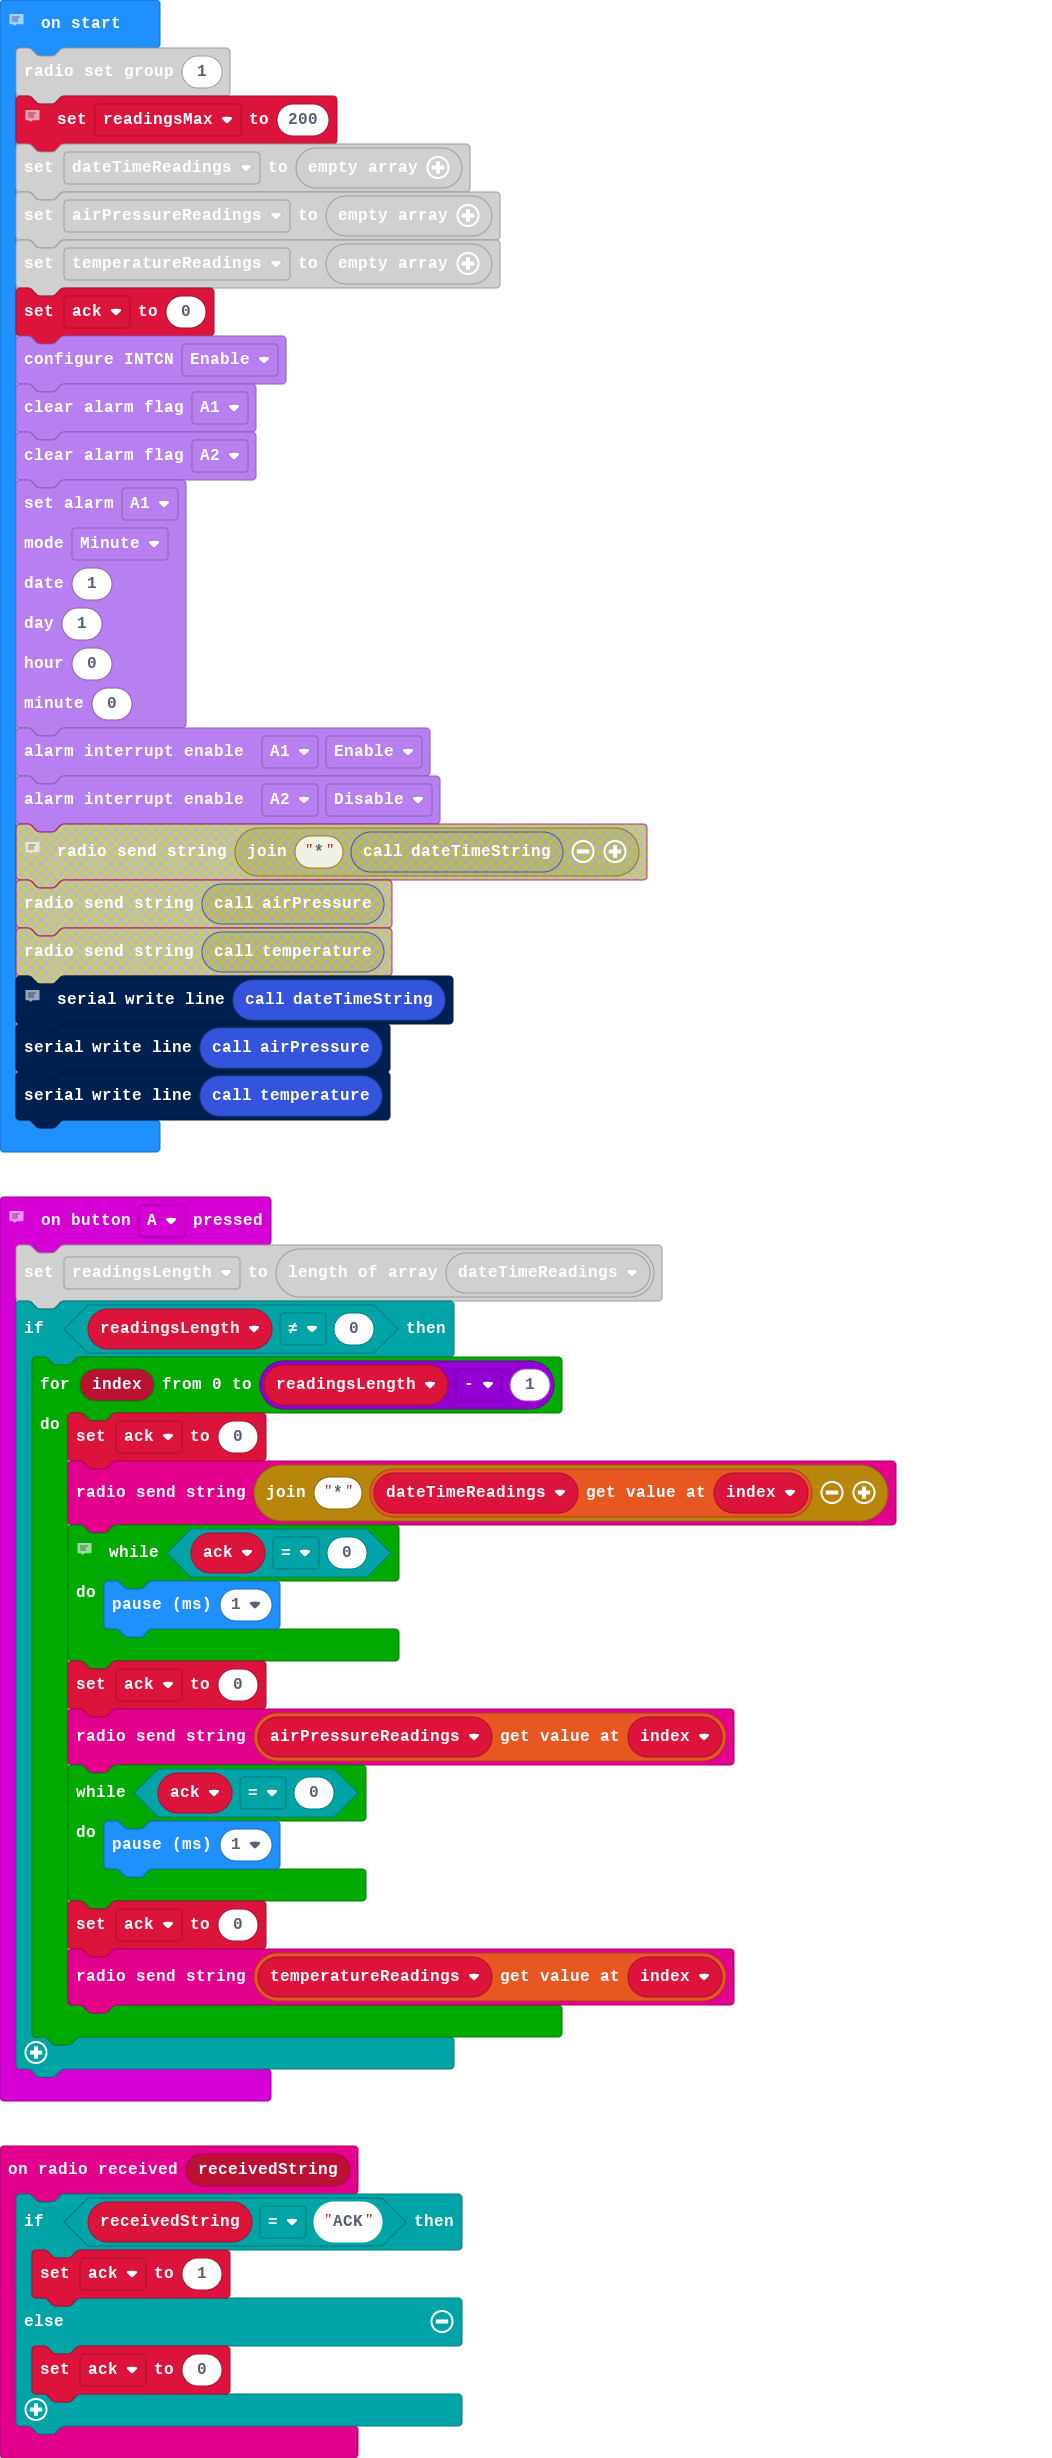 on start
radio set group 1
set readingsMax to 200
set dateTimeReadings to empty array
set airPressureReadings to empty array
set temperatureReadings to empty array
set ack to 0
configure INTCN Enable
clear alarm flag A1
clear alarm flag A2
set alarm A1
mode Minute
date 1
day 1
hour 0
minute 0
alarm interrupt enable A1 Enable
alarm interrupt enable A2 Disable
radio send string join "*" call dateTimeString
radio send string call airPressure
radio send string call temperature
serial write line call dateTimeString
serial write line call airPressure
serial write line call temperature
on button A pressed
set readingsLength to length of array dateTimeReadings
if readingsLength ≠ 0 then
for index from 0 to readingsLength - 1
do
set ack to 0
radio send string join "*" dateTimeReadings get value at index
while ack = 0
do
pause (ms) 1
set ack to 0
radio send string airPressureReadings get value at index
while ack = 0
do
pause (ms) 1
set ack to 0
radio send string temperatureReadings get value at index
on radio received receivedString
if receivedString = "ACK" then
set ack to 1
else
set ack to 0